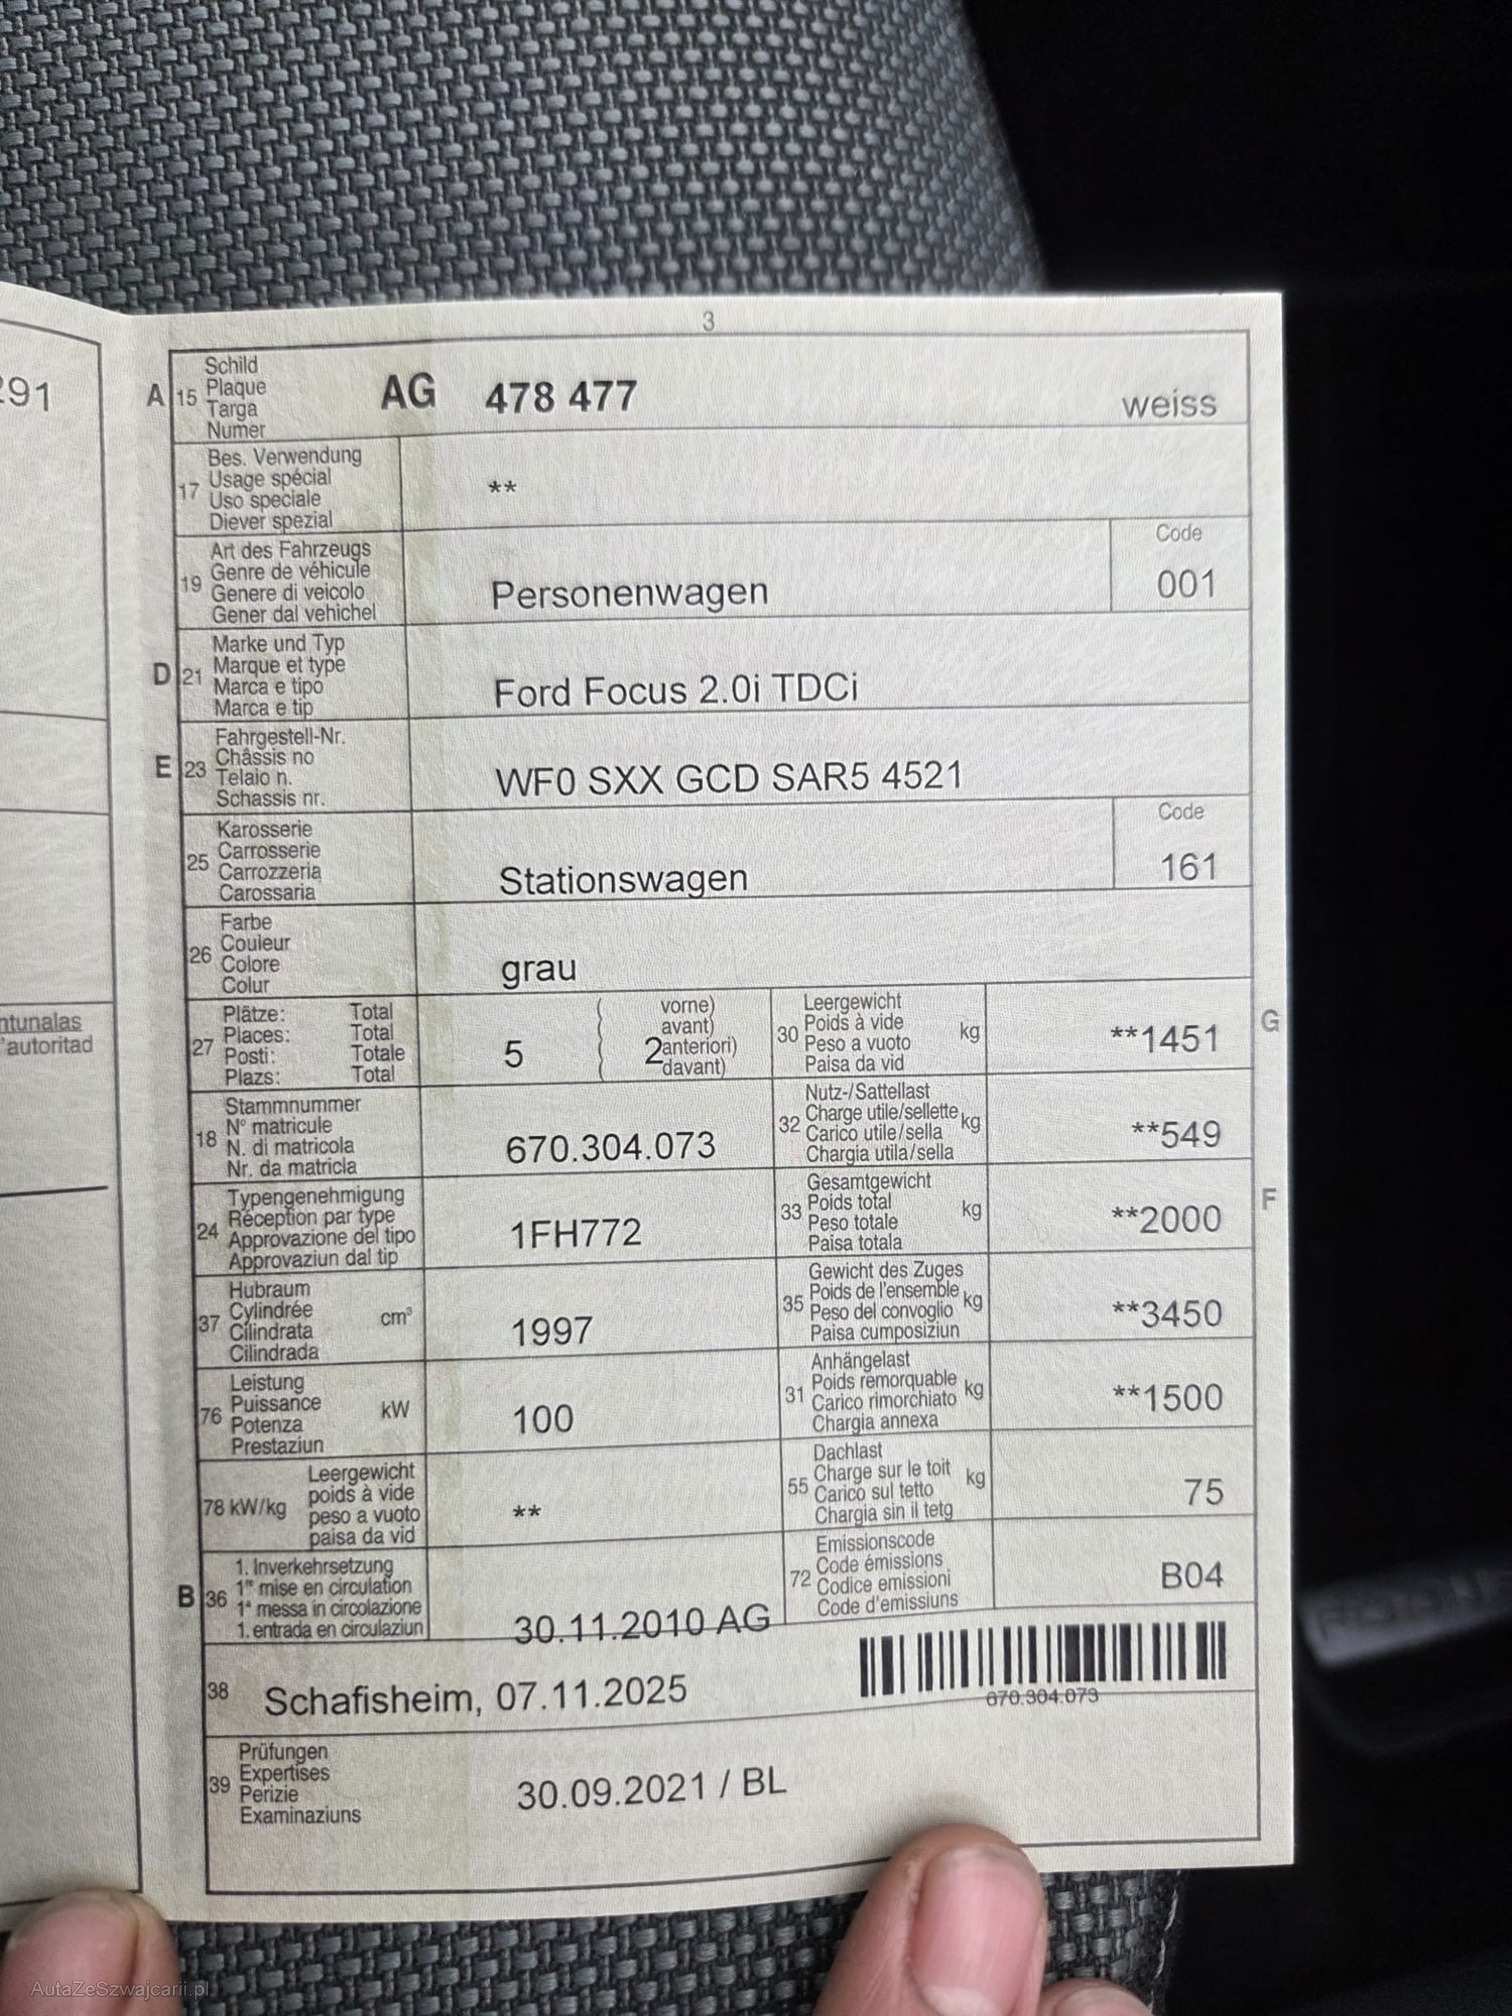 291
ntunalas
'autoritad
3
A 15 Schild
Plaque
Targa
Numer
AG 478 477 weiss
17 Bes. Verwendung
Usage spécial
Uso speciale
Diever spezial
**
19 Art des Fahrzeugs
Genre de véhicule
Genere di veicolo
Gener dal vehichel
Personenwagen
Code
001
D 21 Marke und Typ
Marque et type
Marca e tipo
Marca e tip
Ford Focus 2.0i TDCi
E 23 Fahrgestell-Nr.
Châssis no
Telaio n.
Schassis nr.
WF0 SXX GCD SAR5 4521
25 Karosserie
Carrosserie
Carrozzeria
Carossaria
Stationswagen
Code
161
26 Farbe
Couleur
Colore
Colur
grau
27 Plätze: Total
Places: Total
Posti: Totale
Plazs: Total
5
2
vorne)
avant)
anteriori)
davant)
30 Leergewicht
Poids à vide
Peso a vuoto
Paisa da vid
kg
**1451
G
18 Stammnummer
N° matricule
N. di matricola
Nr. da matricla
670.304.073
32 Nutz-/Sattellast
Charge utile/sellette
Carico utile/sella
Chargia utila/sella
kg
**549
24 Typengenehmigung
Réception par type
Approvazione del tipo
Approvaziun dal tip
1FH772
33 Gesamtgewicht
Poids total
Peso totale
Paisa totala
kg
**2000
F
37 Hubraum
Cylindrée
Cilindrata
Cilindrada
cm³
1997
35 Gewicht des Zuges
Poids de l'ensemble
Peso del convoglio
Paisa cumposiziun
kg
**3450
76 Leistung
Puissance
Potenza
Prestaziun
kW
100
31 Anhängelast
Poids remorquable
Carico rimorchiato
Chargia annexa
kg
**1500
78 kW/kg Leergewicht
poids à vide
peso a vuoto
paisa da vid
**
55 Dachlast
Charge sur le toit
Carico sul tetto
Chargia sin il tetg
kg
75
B 36 1. Inverkehrsetzung
1re mise en circulation
1a messa in circolazione
1. entrada en circulaziun
30.11.2010 AG
72 Emissionscode
Code émissions
Codice emissioni
Code d'emissiuns
B04
38 Schafisheim, 07.11.2025
670.304.073
39 Prüfungen
Expertises
Perizie
Examinaziuns
30.09.2021 / BL
AutaZeSzwajcarii.pl